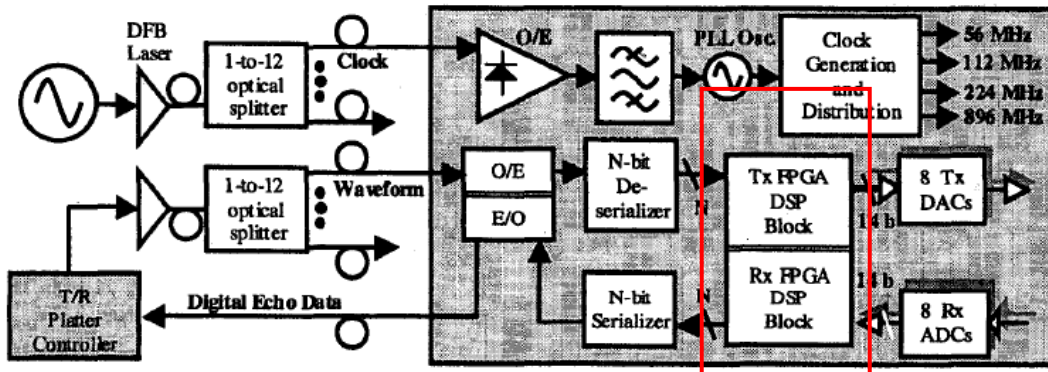 DFB
Laser
1-to-12
optical
splitter
Clock
O/E
PLL Osc.
Clock
Generation
and
Distribution
56 MHz
112 MHz
224 MHz
896 MHz
1-to-12
optical
splitter
Waveform
O/E
E/O
N-bit
De-
serializer
N
Tx FPGA
DSP
Block
14 b
8 Tx
DACs
T/R
Platter
Controller
Digital Echo Data
N-bit
Serializer
N
Rx FPGA
DSP
Block
14 b
8 Rx
ADCs